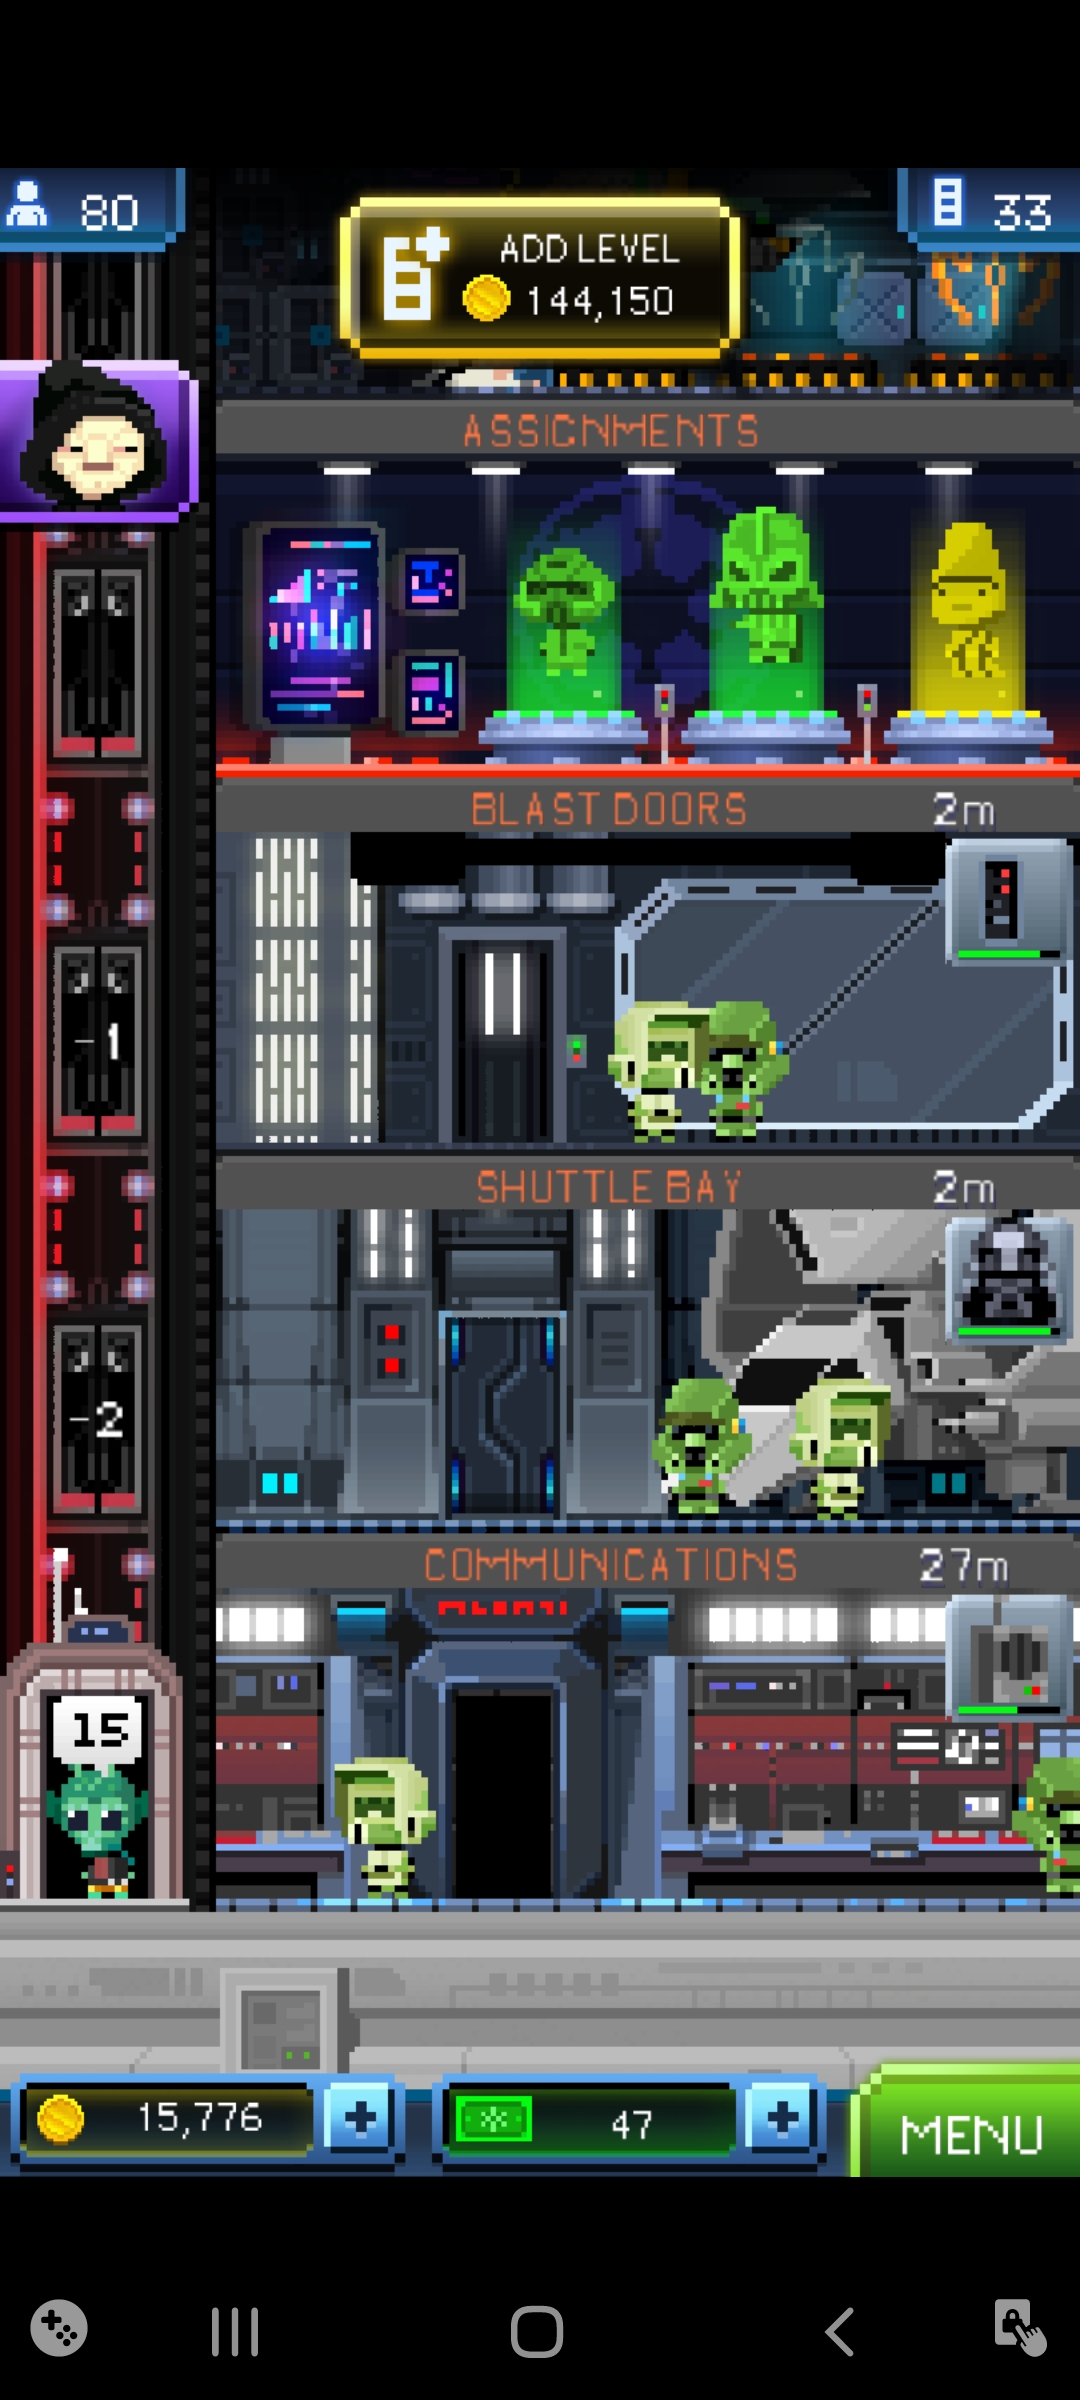 80
ADD LEVEL
144,150
33
ASSIGNMENTS
BLAST DOORS 2m
-1
SHUTTLE BAY 2m
-2
COMMUNICATIONS 27m
15
15,776
47
MENU